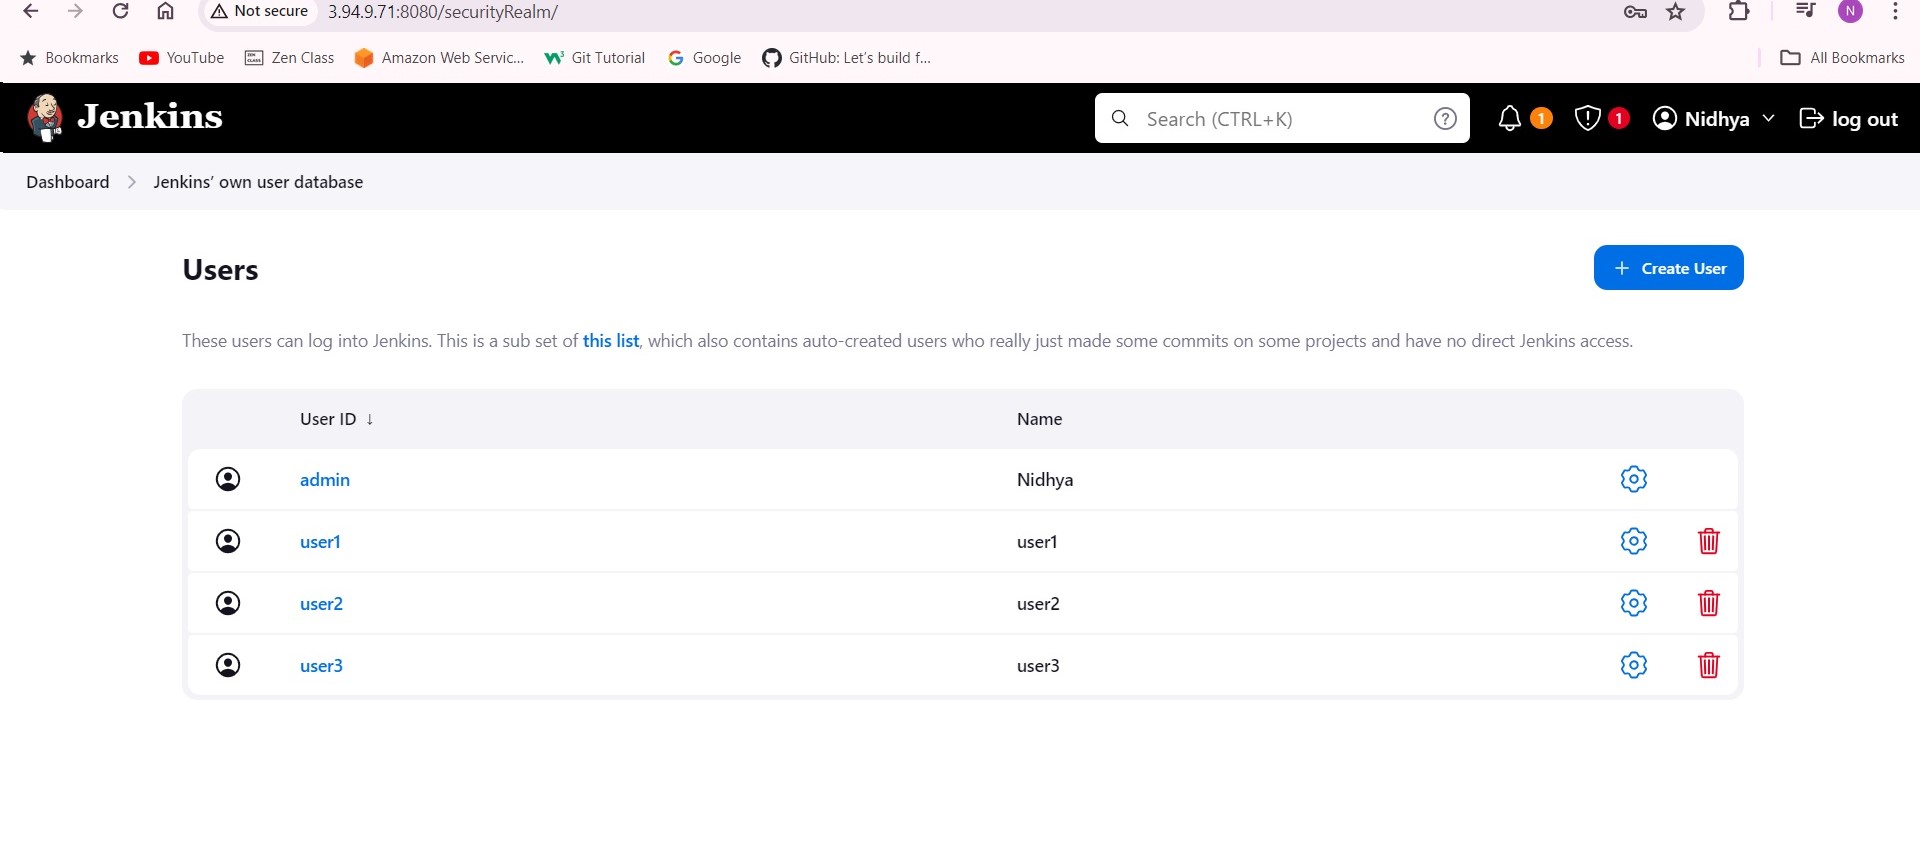 Not secure 3.94.9.71:8080/securityRealm/ N
Bookmarks YouTube Zen Class Amazon Web Servic... Git Tutorial Google GitHub: Let's build f... All Bookmarks
Jenkins Search (CTRL+K) ? 1 1 Nidhya log out
Dashboard > Jenkins' own user database
Users + Create User
These users can log into Jenkins. This is a sub set of this list, which also contains auto-created users who really just made some commits on some projects and have no direct Jenkins access.
User ID ↓ Name
admin Nidhya
user1 user1
user2 user2
user3 user3